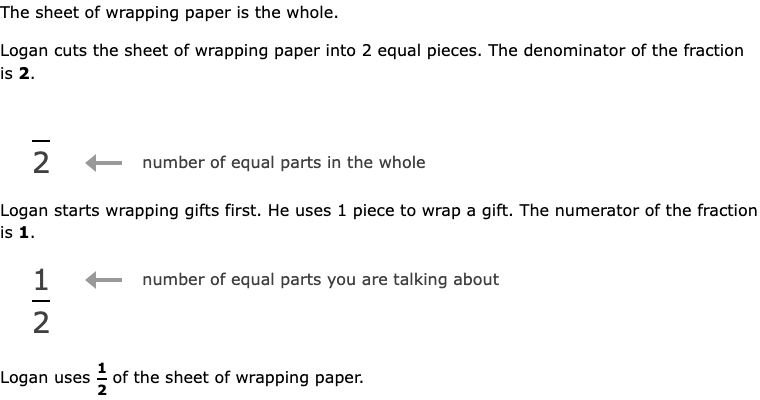 The sheet of wrapping paper is the whole.
Logan cuts the sheet of wrapping paper into 2 equal pieces. The denominator of the fraction
is 2.
2 ← number of equal parts in the whole
Logan starts wrapping gifts first. He uses 1 piece to wrap a gift. The numerator of the fraction
is 1.
1 ← number of equal parts you are talking about
2
Logan uses 1/2 of the sheet of wrapping paper.